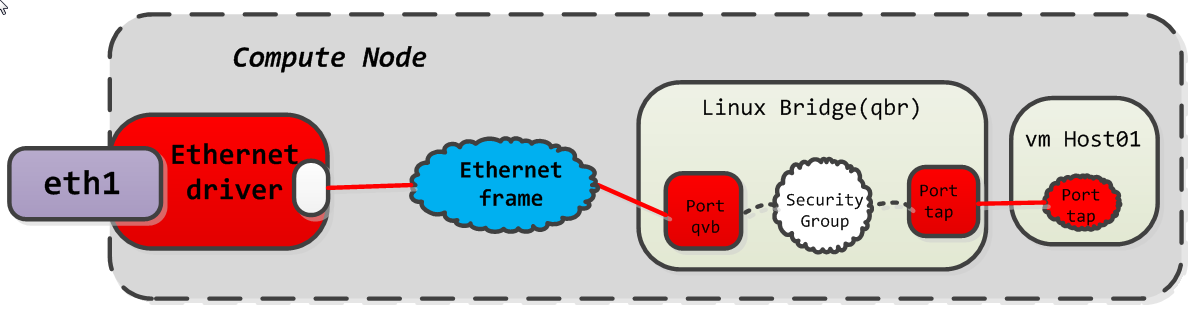 Compute Node
eth1
Ethernet
driver
Ethernet
frame
Linux Bridge(qbr)
Port
qvb
Security
Group
Port
tap
vm Host01
Port
tap